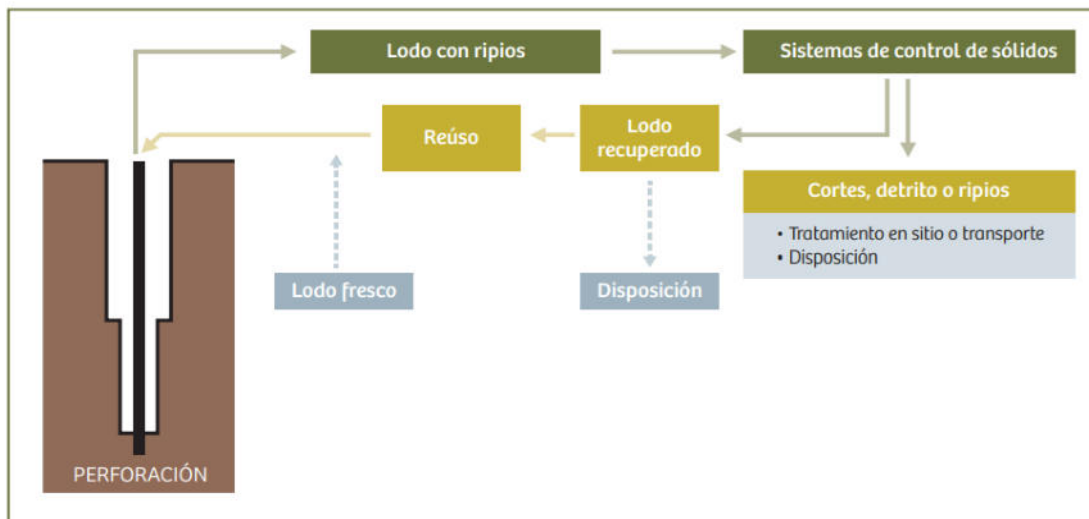 Lodo con ripios
Sistemas de control de sólidos
Reúso
Lodo
recuperado
Cortes, detrito o ripios
• Tratamiento en sitio o transporte
• Disposición
Lodo fresco
Disposición
PERFORACIÓN